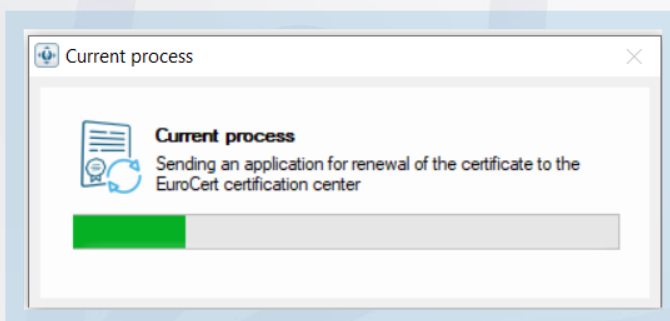 Current process
Current process
Sending an application for renewal of the certificate to the
EuroCert certification center